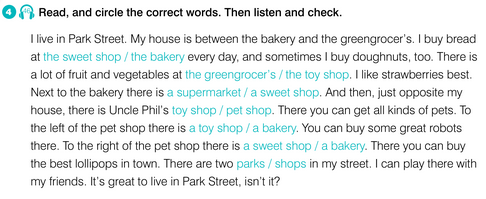 4 Read, and circle the correct words. Then listen and check.
I live in Park Street. My house is between the bakery and the greengrocer's. I buy bread
at the sweet shop / the bakery every day, and sometimes I buy doughnuts, too. There is
a lot of fruit and vegetables at the greengrocer's / the toy shop. I like strawberries best.
Next to the bakery there is a supermarket / a sweet shop. And then, just opposite my
house, there is Uncle Phil's toy shop / pet shop. There you can get all kinds of pets. To
the left of the pet shop there is a toy shop / a bakery. You can buy some great robots
there. To the right of the pet shop there is a sweet shop / a bakery. There you can buy
the best lollipops in town. There are two parks / shops in my street. I can play there with
my friends. It's great to live in Park Street, isn't it?